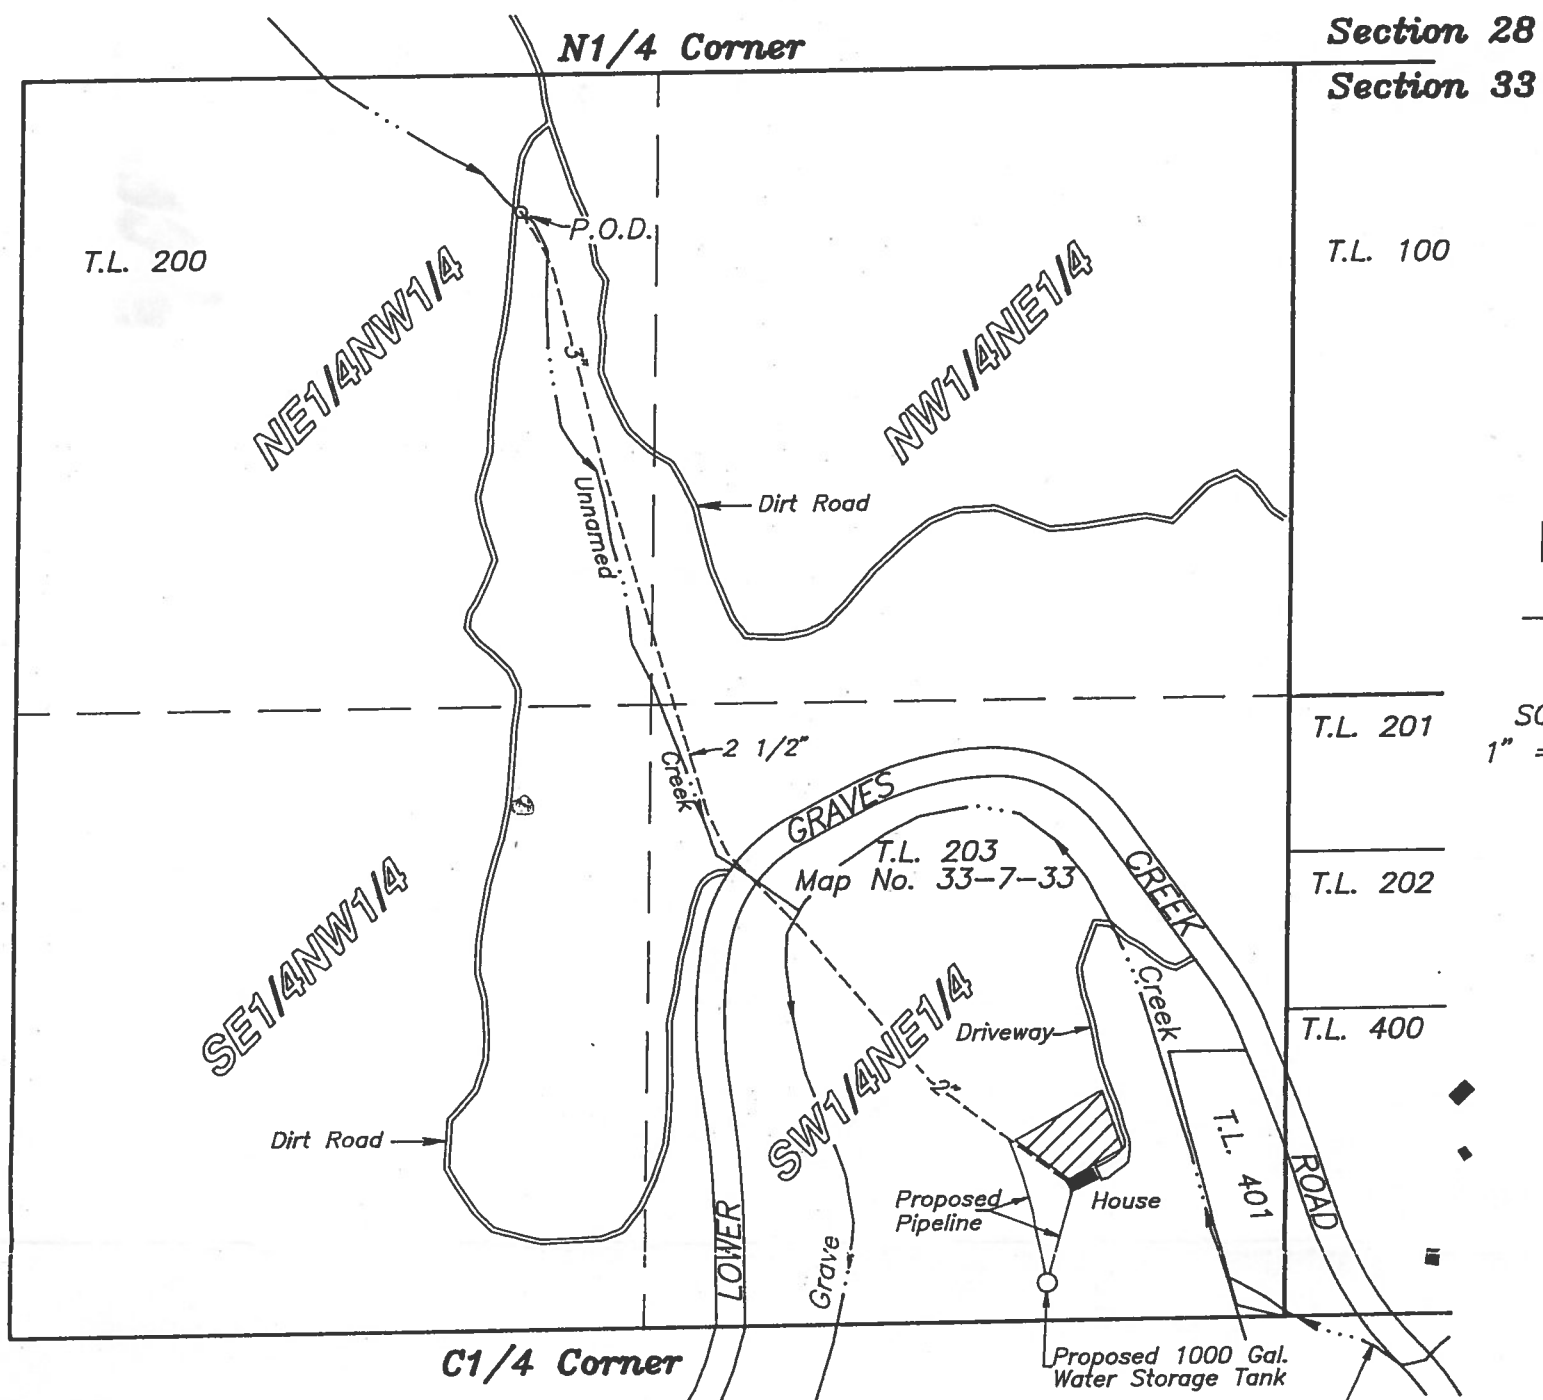 N1/4 Corner
Section 28
Section 33
P.O.D.
T.L. 200
T.L. 100
NE1/4NW1/4
NW1/4NE1/4
3"
Unnamed
Dirt Road
T.L. 201
2 1/2"
Creek
1" =
GRAVES
T.L. 203
Map No. 33-7-33
CREEK
T.L. 202
SE1/4NW1/4
Creek
SW1/4NE1/4
Driveway
T.L. 400
2"
Dirt Road
T.L. 401
ROAD
Proposed
Pipeline
House
LOWER
Grave
C1/4 Corner
Proposed 1000 Gal.
Water Storage Tank